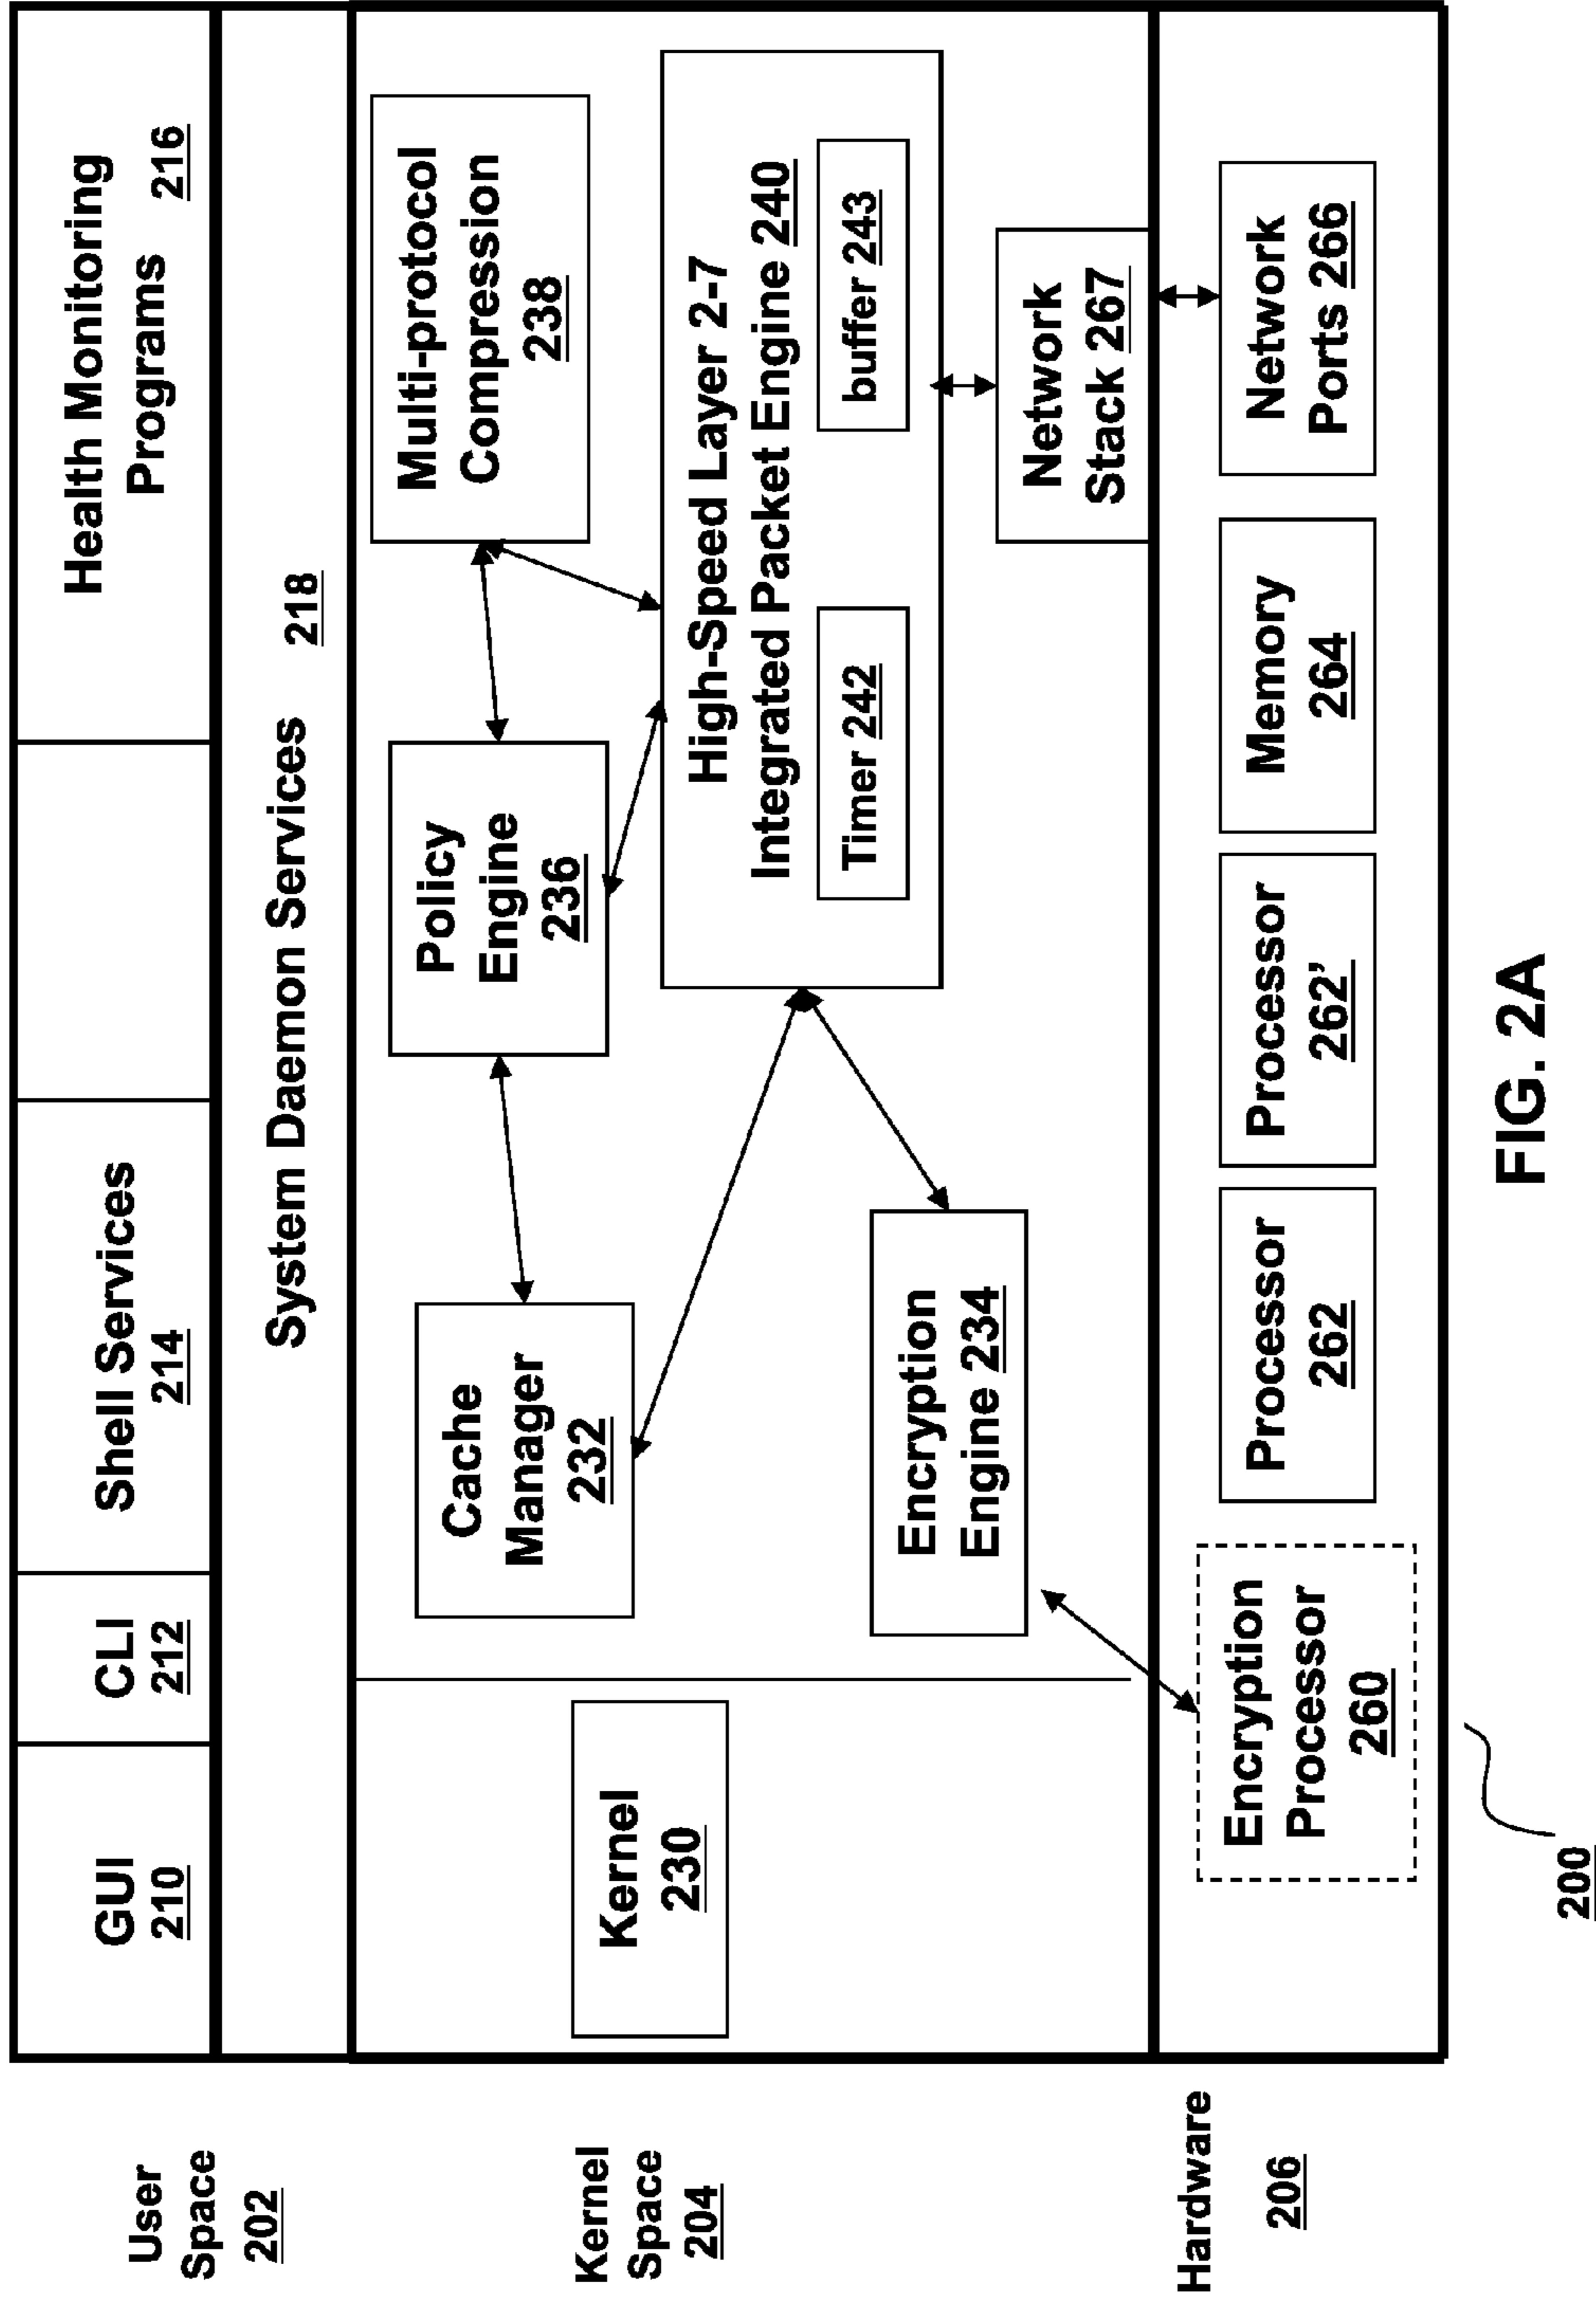 User
Space
202
GUI
210
CLI
212
Shell Services
214
Health Monitoring
Programs 216
System Daemon Services 218
Kernel
Space
204
Kernel
230
Cache
Manager
232
Policy
Engine
236
Multi-protocol
Compression
238
High-Speed Layer 2-7
Integrated Packet Engine 240
Timer 242
buffer 243
Encryption
Engine 234
Network
Stack 267
Hardware
206
Encryption
Processor
260
Processor
262
Processor
262’
Memory
264
Network
Ports 266
200
FIG. 2A